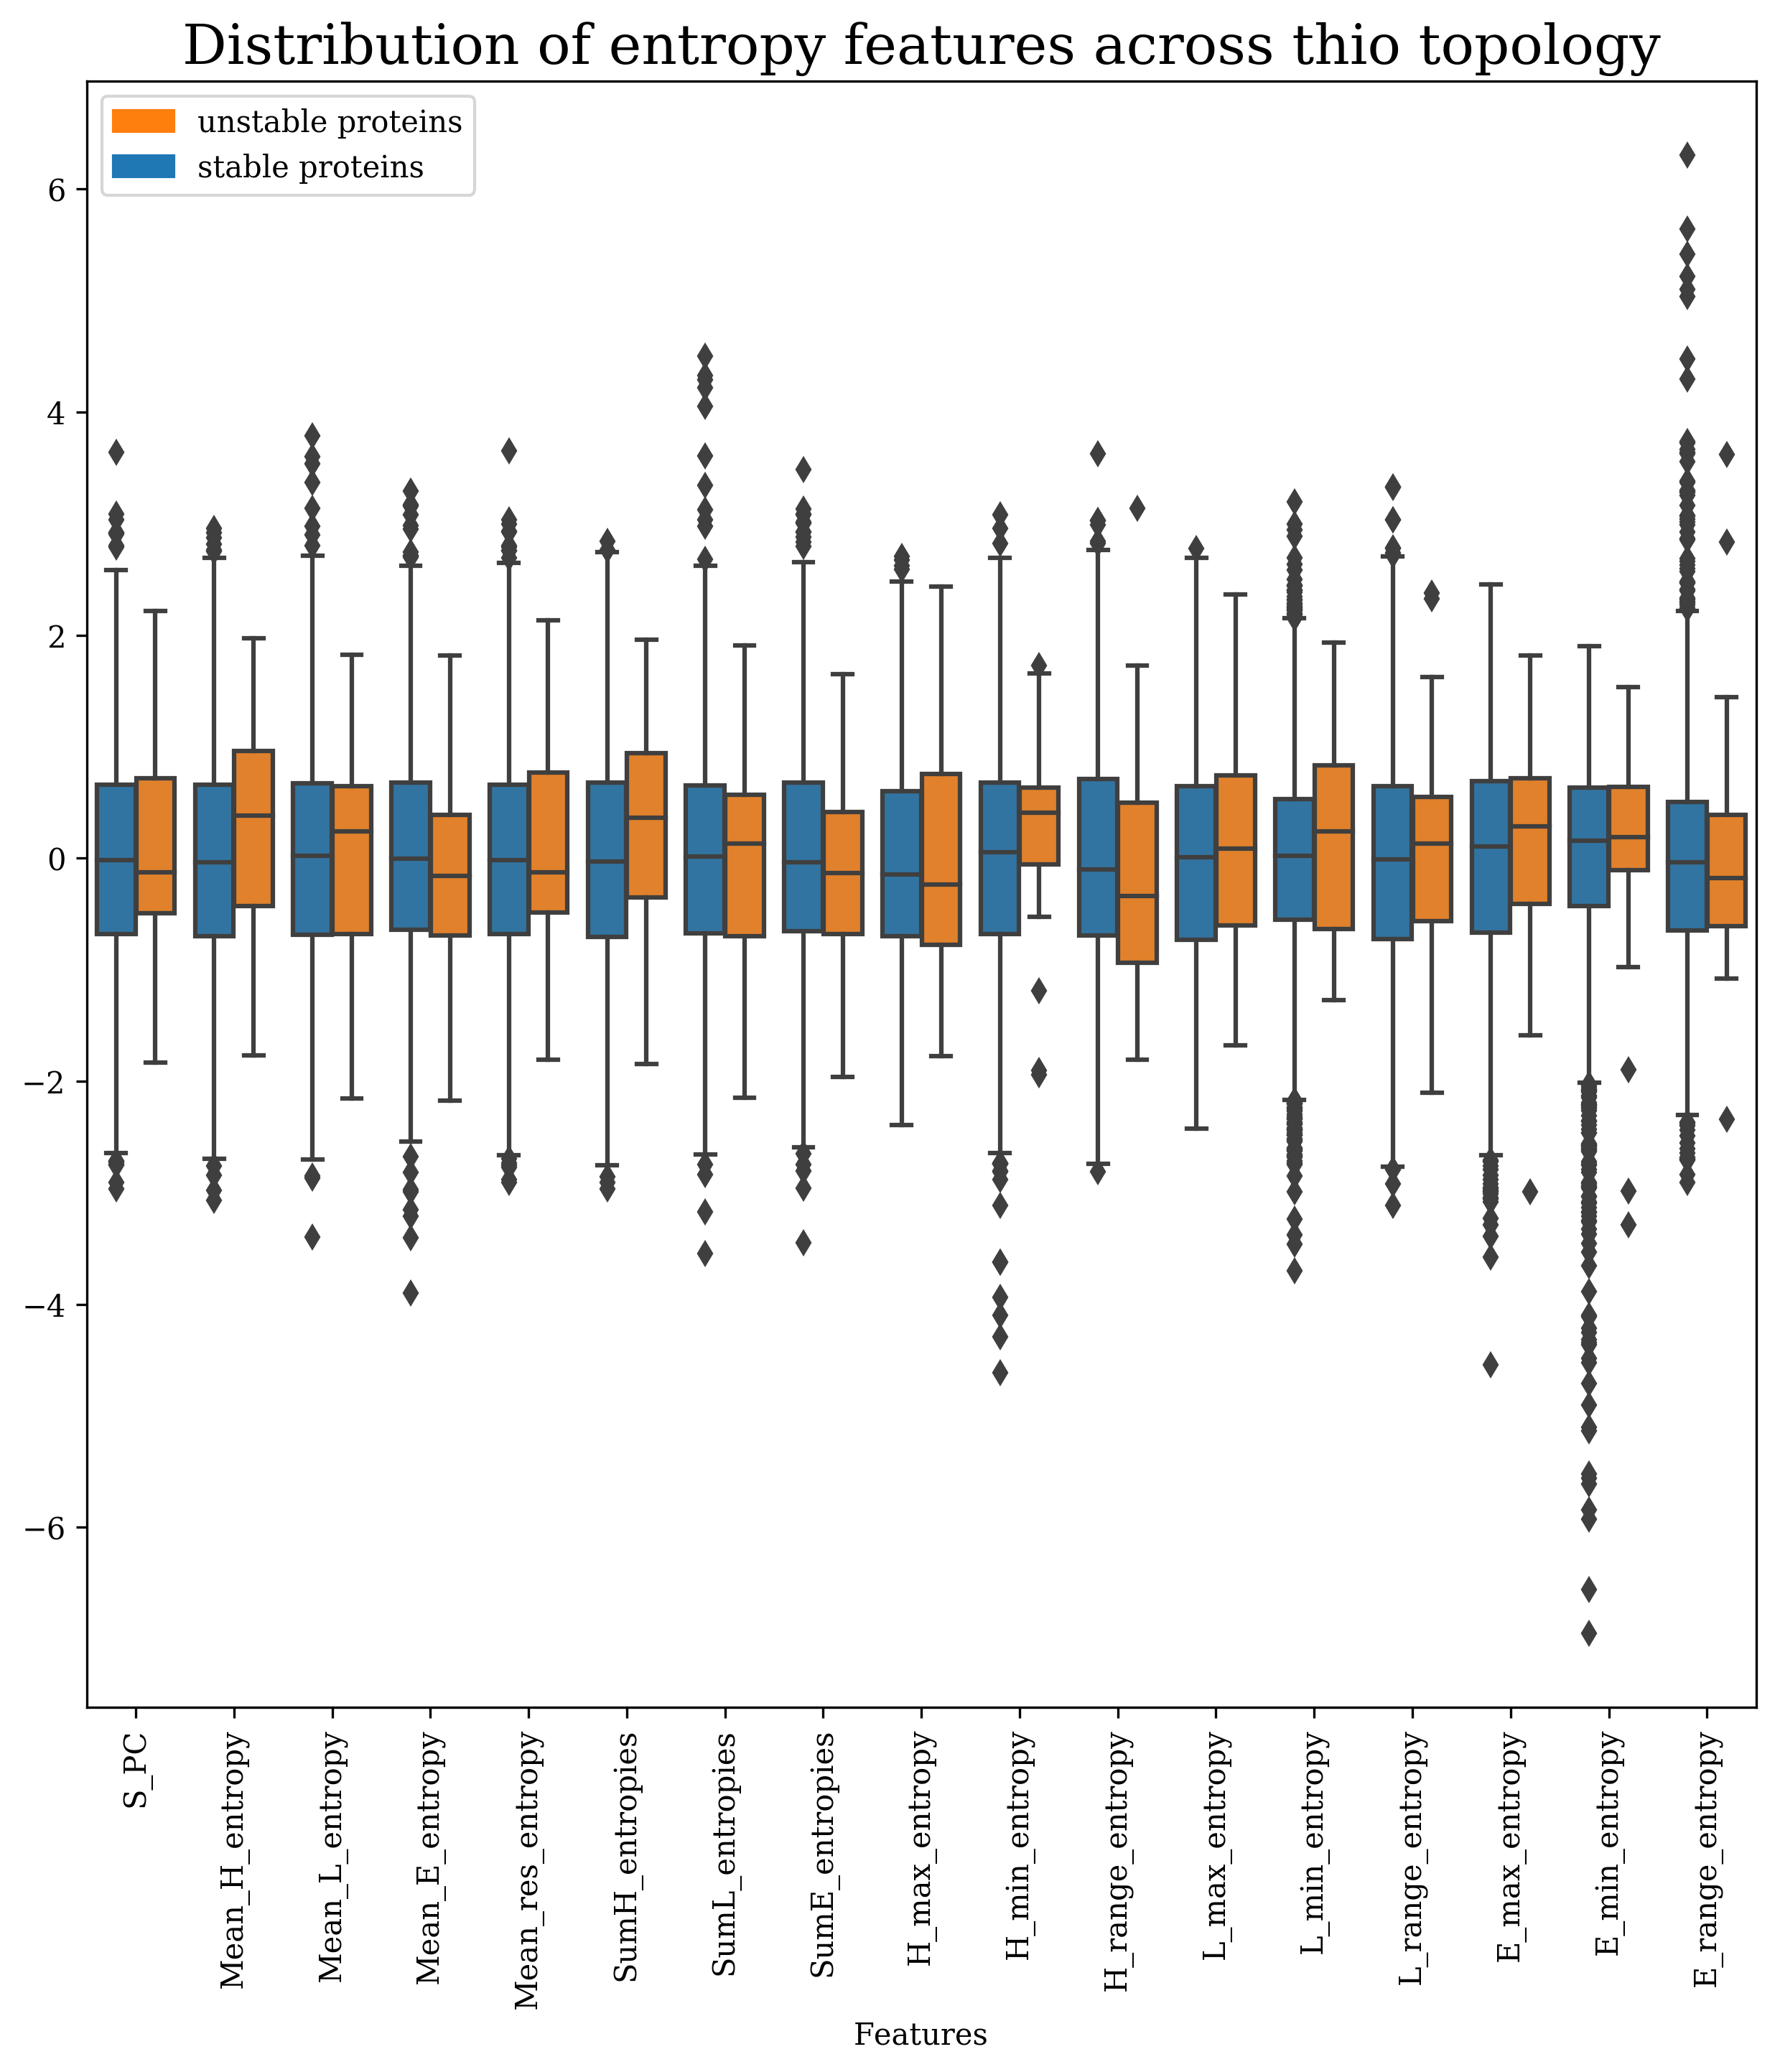 Distribution of entropy features across thio topology
unstable proteins
stable proteins
6
4
2
0
−2
−4
−6
S_PC
Mean_H_entropy
Mean_L_entropy
Mean_E_entropy
Mean_res_entropy
SumH_entropies
SumL_entropies
SumE_entropies
H_max_entropy
H_min_entropy
H_range_entropy
L_max_entropy
L_min_entropy
L_range_entropy
E_max_entropy
E_min_entropy
E_range_entropy
Features